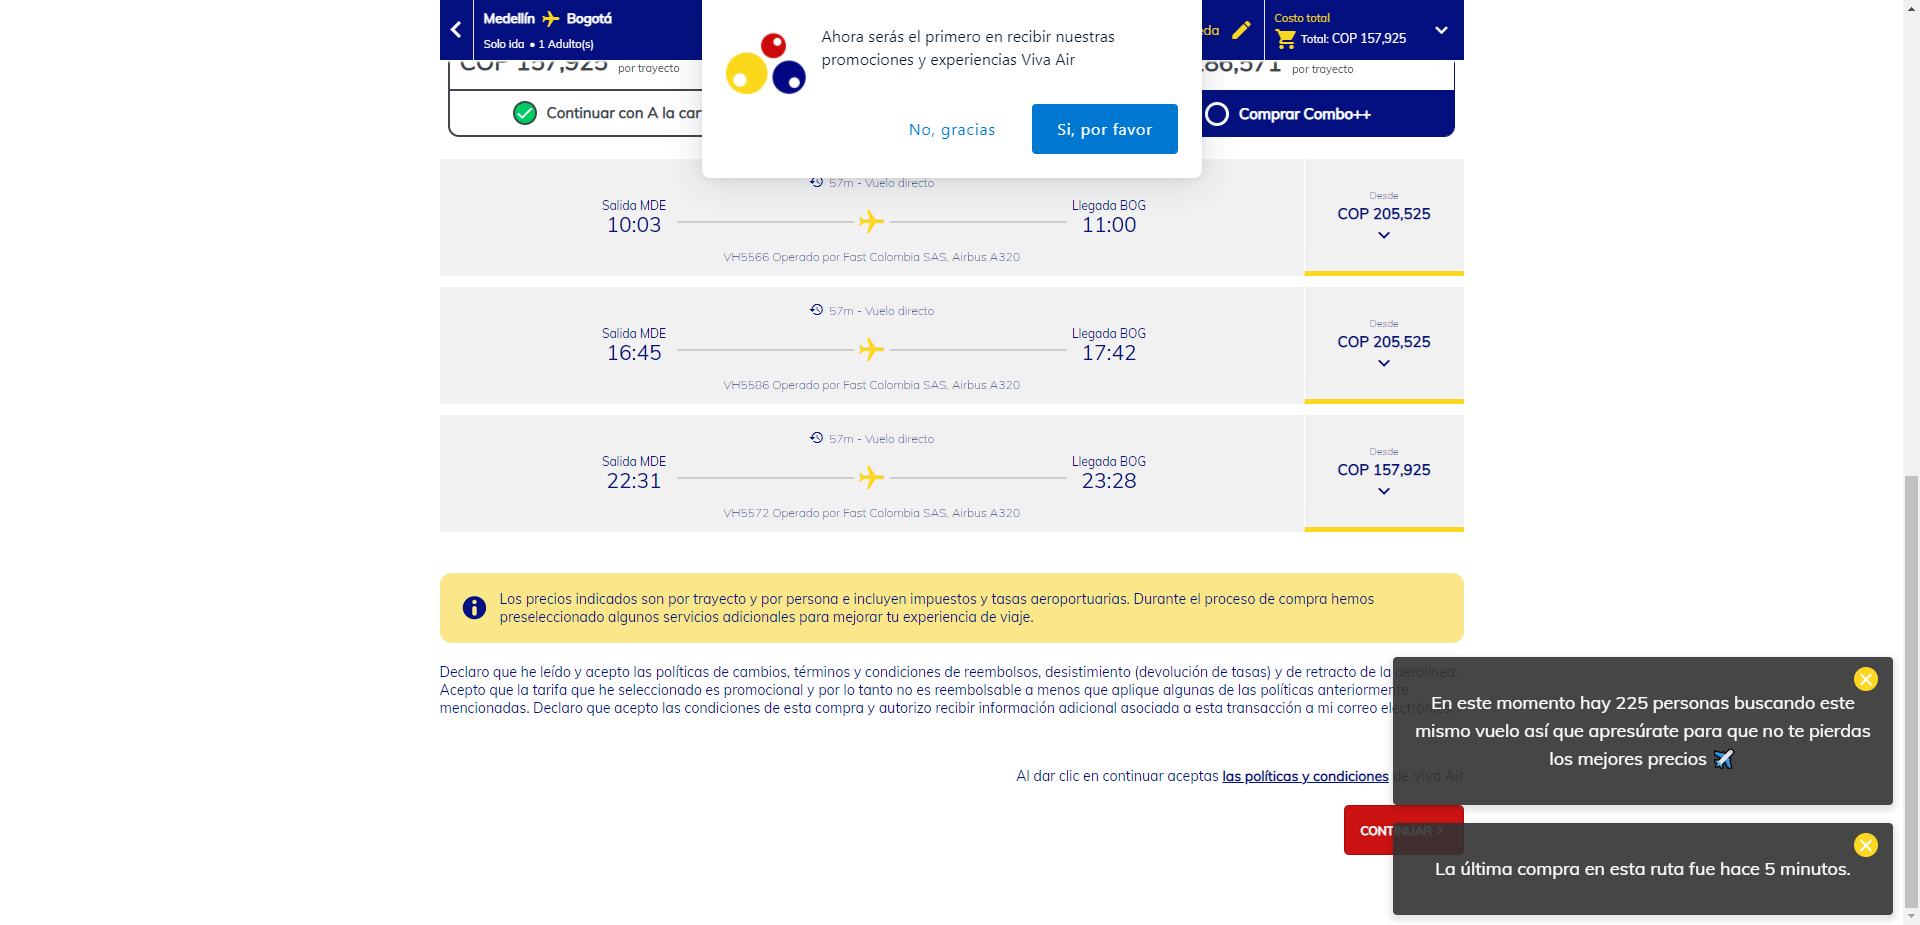 Medellín Bogotá
Solo ida • 1 Adulto(s)
Ahora serás el primero en recibir nuestras
promociones y experiencias Viva Air
No, gracias
Si, por favor
Costo total
Total: COP 157,925
COP 157,925 por trayecto
186,571 por trayecto
Continuar con A la car
Comprar Combo++
57m - Vuelo directo
Salida MDE
10:03
Llegada BOG
11:00
VH5566 Operado por Fast Colombia SAS. Airbus A320
Desde
COP 205,525
57m - Vuelo directo
Salida MDE
16:45
Llegada BOG
17:42
VH5586 Operado por Fast Colombia SAS. Airbus A320
Desde
COP 205,525
57m - Vuelo directo
Salida MDE
22:31
Llegada BOG
23:28
VH5572 Operado por Fast Colombia SAS. Airbus A320
Desde
COP 157,925
Los precios indicados son por trayecto y por persona e incluyen impuestos y tasas aeroportuarias. Durante el proceso de compra hemos
preseleccionado algunos servicios adicionales para mejorar tu experiencia de viaje.
Declaro que he leído y acepto las políticas de cambios, términos y condiciones de reembolsos, desistimiento (devolución de tasas) y de retracto de la aerolínea.
Acepto que la tarifa que he seleccionado es promocional y por lo tanto no es reembolsable a menos que aplique algunas de las políticas anteriormente
mencionadas. Declaro que acepto las condiciones de esta compra y autorizo recibir información adicional asociada a esta transacción a mi correo electrónico.
Al dar clic en continuar aceptas las políticas y condiciones de Viva Air
CONTINUAR
En este momento hay 225 personas buscando este
mismo vuelo así que apresúrate para que no te pierdas
los mejores precios
La última compra en esta ruta fue hace 5 minutos.